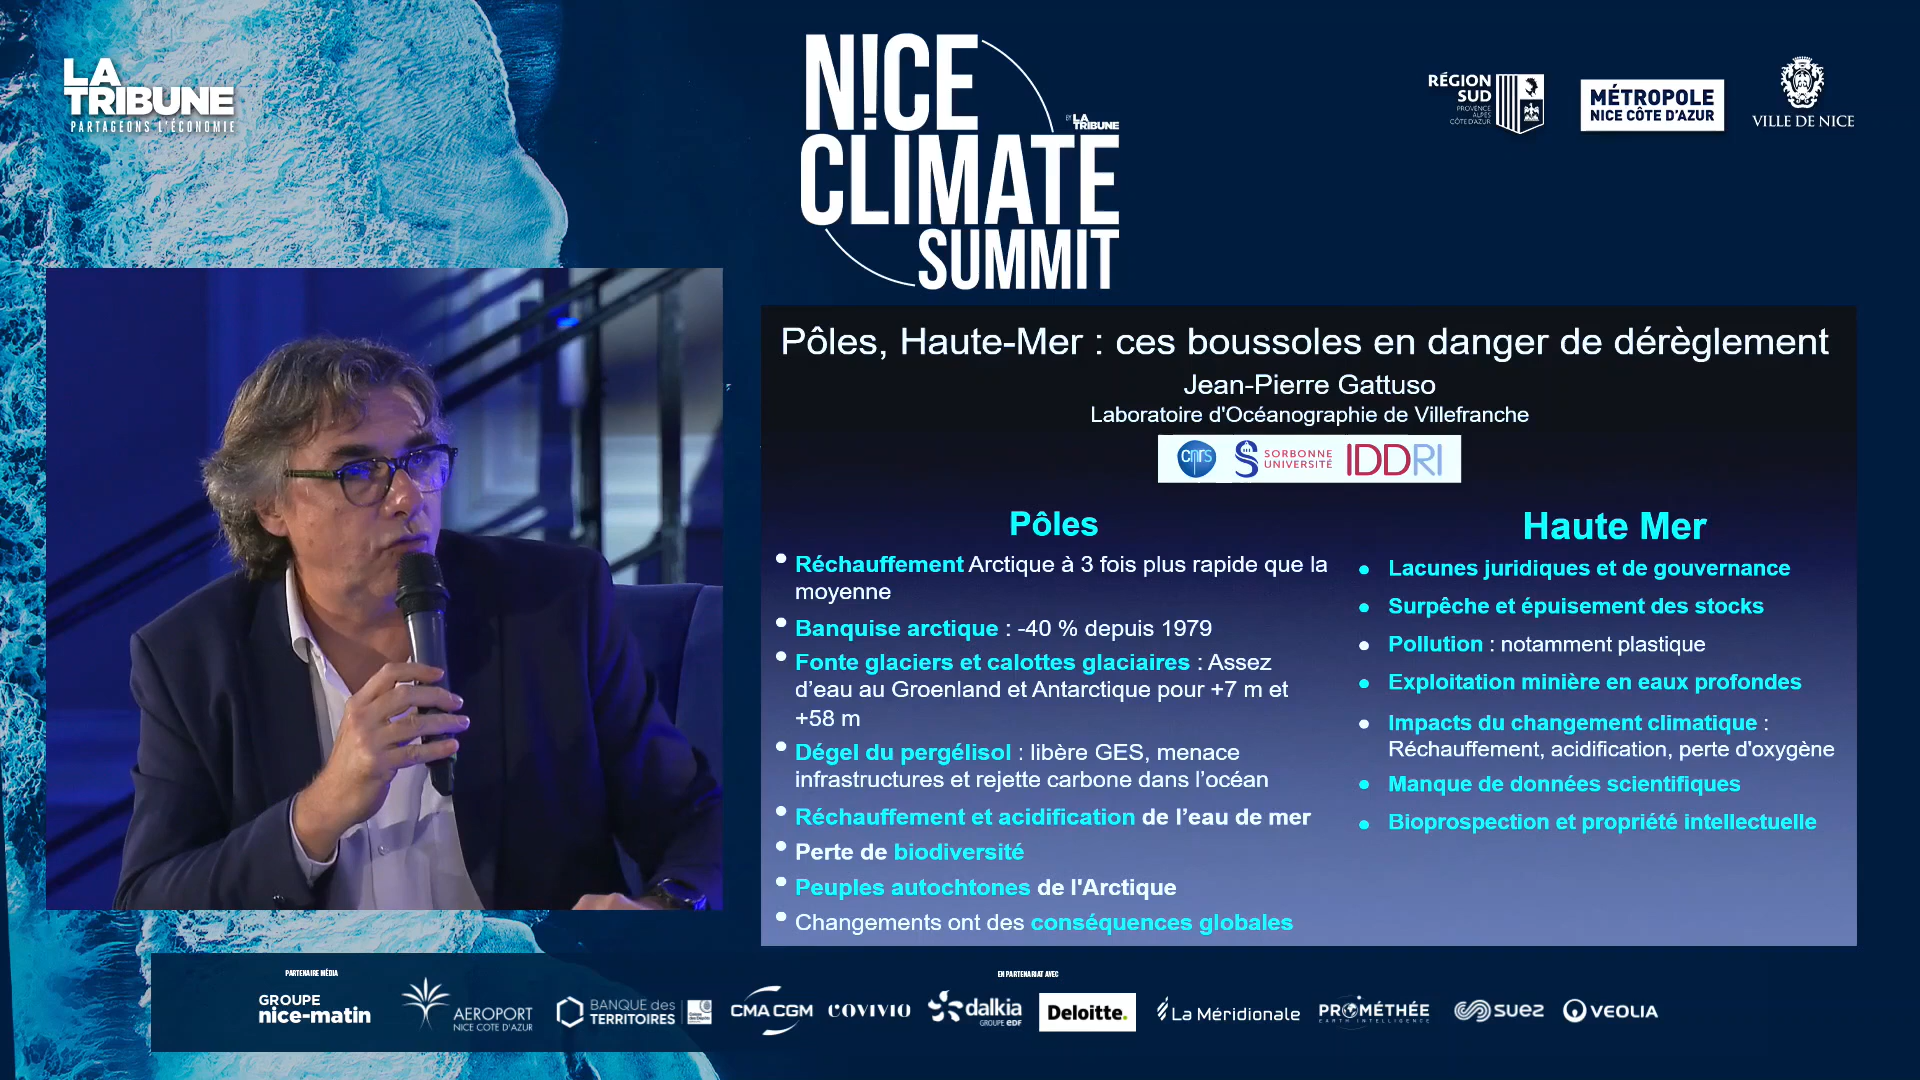 LA
TRIBUNE
PARTAGEONS L'ÉCONOMIE
N!CE
CLIMATE
SUMMIT
BY LA
TRIBUNE
RÉGION
SUD
PROVENCE
ALPES
CÔTE D'AZUR
MÉTROPOLE
NICE CÔTE D'AZUR
VILLE DE NICE
Pôles, Haute-Mer : ces boussoles en danger de dérèglement
Jean-Pierre Gattuso
Laboratoire d'Océanographie de Villefranche
cnrs
SORBONNE
UNIVERSITÉ
IDDRI
Pôles
• Réchauffement Arctique à 3 fois plus rapide que la
moyenne
• Banquise arctique : -40 % depuis 1979
• Fonte glaciers et calottes glaciaires : Assez
d’eau au Groenland et Antarctique pour +7 m et
+58 m
• Dégel du pergélisol : libère GES, menace
infrastructures et rejette carbone dans l’océan
• Réchauffement et acidification de l’eau de mer
• Perte de biodiversité
• Peuples autochtones de l'Arctique
• Changements ont des conséquences globales
Haute Mer
• Lacunes juridiques et de gouvernance
• Surpêche et épuisement des stocks
• Pollution : notamment plastique
• Exploitation minière en eaux profondes
• Impacts du changement climatique :
Réchauffement, acidification, perte d'oxygène
• Manque de données scientifiques
• Bioprospection et propriété intellectuelle
PARTENAIRE MÉDIA
GROUPE
nice-matin
AEROPORT
NICE COTE D'AZUR
BANQUE des
TERRITOIRES
EN PARTENARIAT AVEC
CMA CGM
COVIVIO
dalkia
GROUPE EDF
Deloitte.
La Méridionale
PROMÉTHÉE
EARTH INTELLIGENCE
suez
VEOLIA